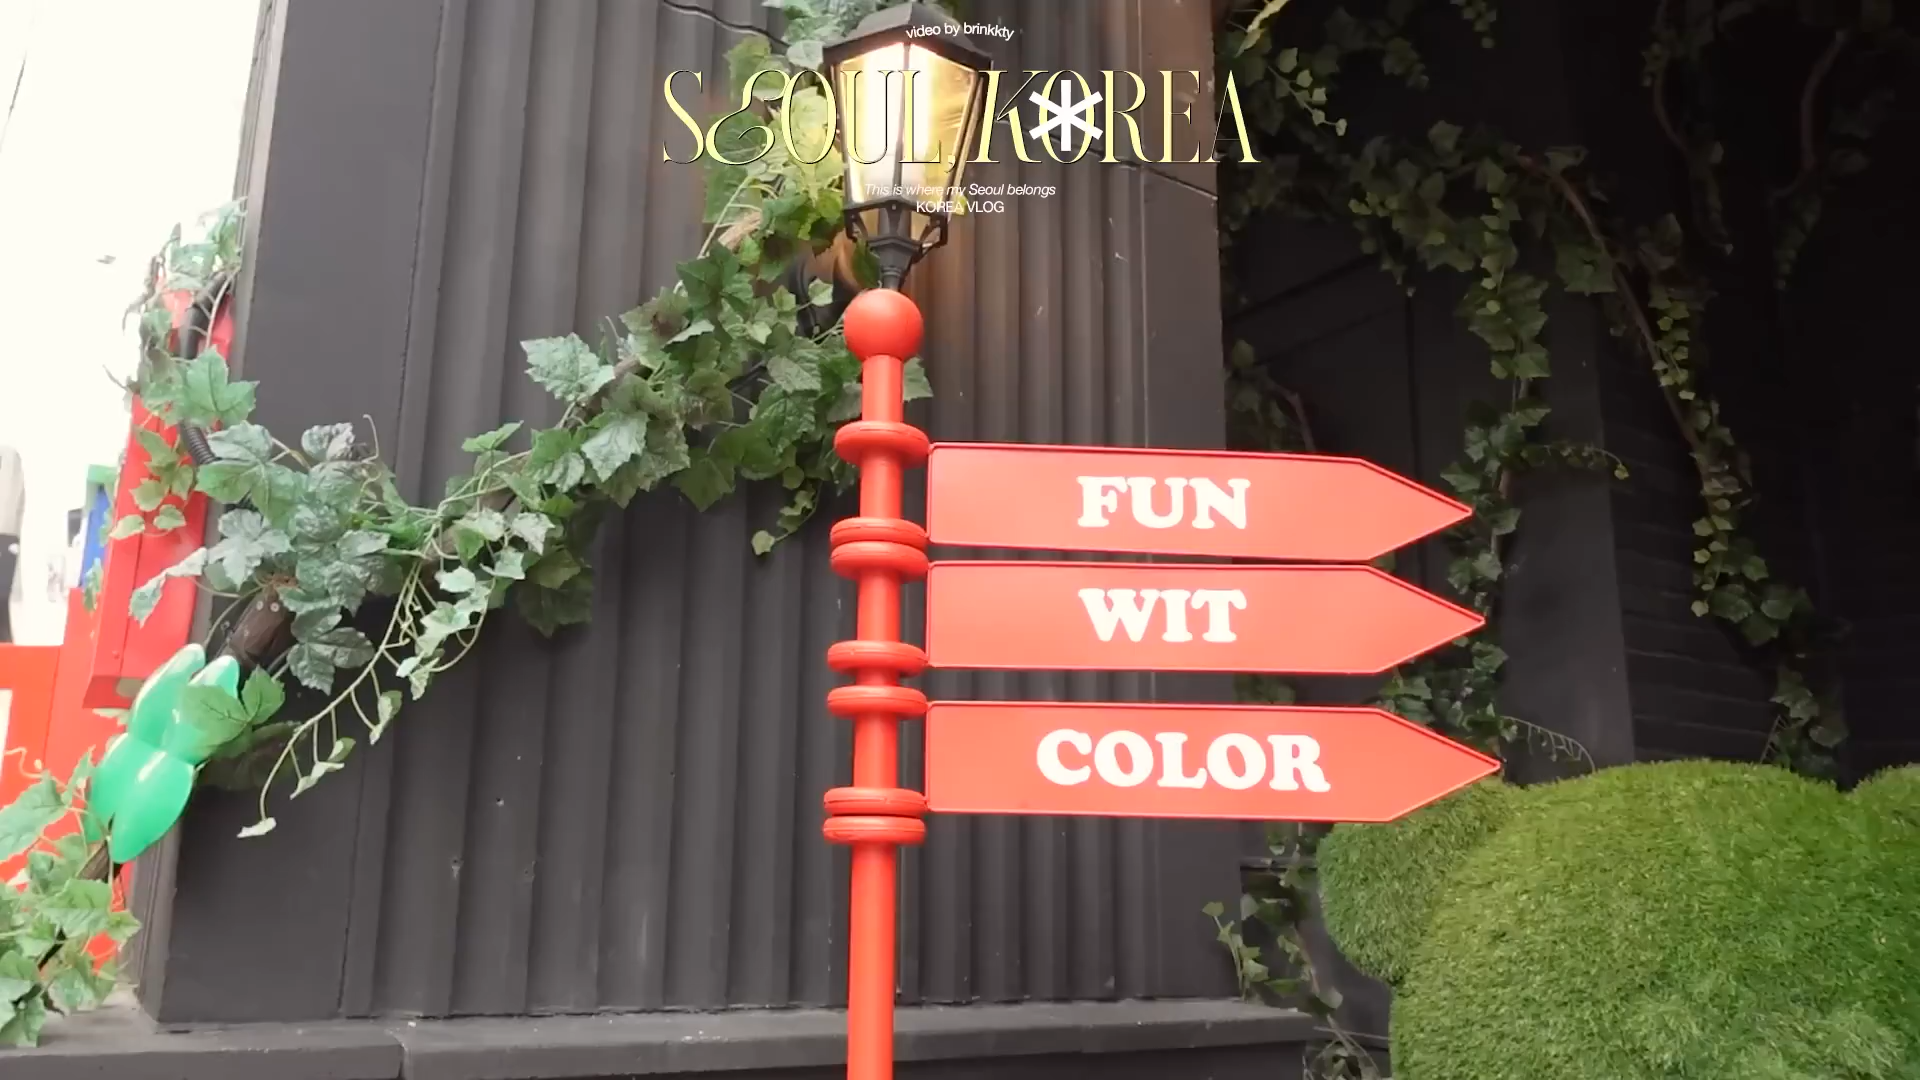 video by brinkkty
SEOUL, KOREA
This is where my Seoul belongs
KOREA VLOG
FUN
WIT
COLOR